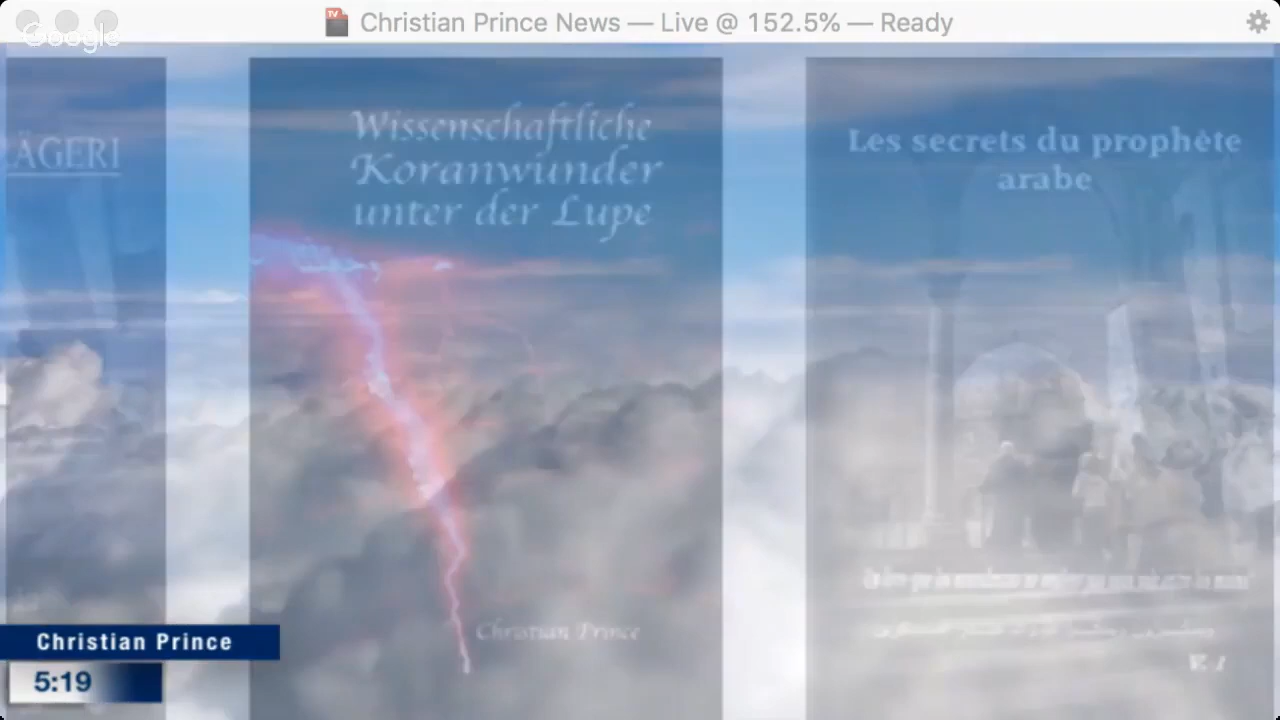 Christian Prince News — Live @ 152.5% — Ready
Google
ÄGERI
Wissenschaftliche
Koranwunder
unter der Lupe
Christian Prince
Les secrets du prophète
arabe
Christian Prince
5:19